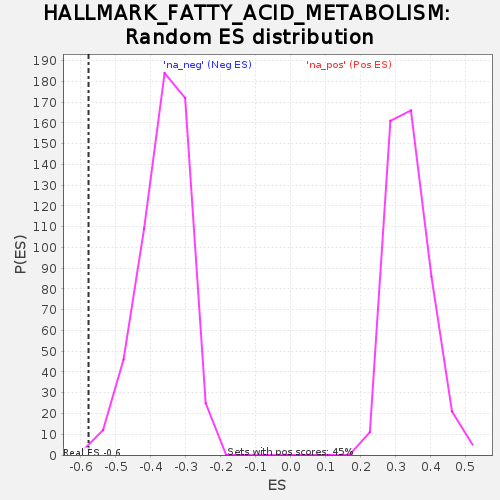 HALLMARK_FATTY_ACID_METABOLISM:
Random ES distribution
'na_neg' (Neg ES) 'na_pos' (Pos ES)
190
180
170
160
150
140
130
120
110
100
90
80
70
60
50
40
30
20
10
0
P(ES)
Real ES -0.6
Sets with pos scores: 45%
-0.6 -0.5 -0.4 -0.3 -0.2 -0.1 0.0 0.1 0.2 0.3 0.4 0.5
ES